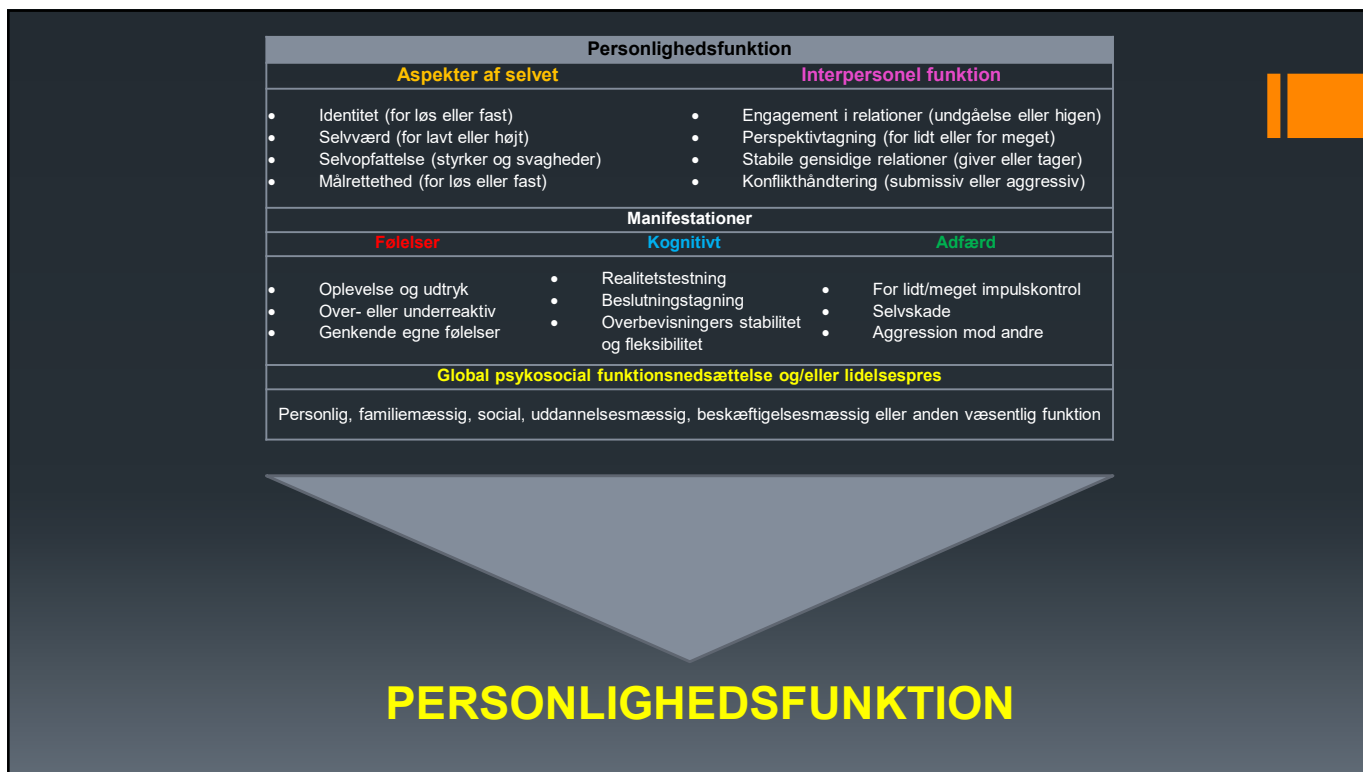 Personlighedsfunktion
Aspekter af selvet
Interpersonel funktion
• Identitet (for løs eller fast)
• Selvværd (for lavt eller højt)
• Selvopfattelse (styrker og svagheder)
• Målrettethed (for løs eller fast)
• Engagement i relationer (undgåelse eller higen)
• Perspektivtagning (for lidt eller for meget)
• Stabile gensidige relationer (giver eller tager)
• Konflikthåndtering (submissiv eller aggressiv)
Manifestationer
Følelser
Kognitivt
Adfærd
• Oplevelse og udtryk
• Over- eller underreaktiv
• Genkende egne følelser
• Realitetstestning
• Beslutningstagning
• Overbevisningers stabilitet
og fleksibilitet
• For lidt/meget impulskontrol
• Selvskade
• Aggression mod andre
Global psykosocial funktionsnedsættelse og/eller lidelsespres
Personlig, familiemæssig, social, uddannelsesmæssig, beskæftigelsesmæssig eller anden væsentlig funktion
PERSONLIGHEDSFUNKTION